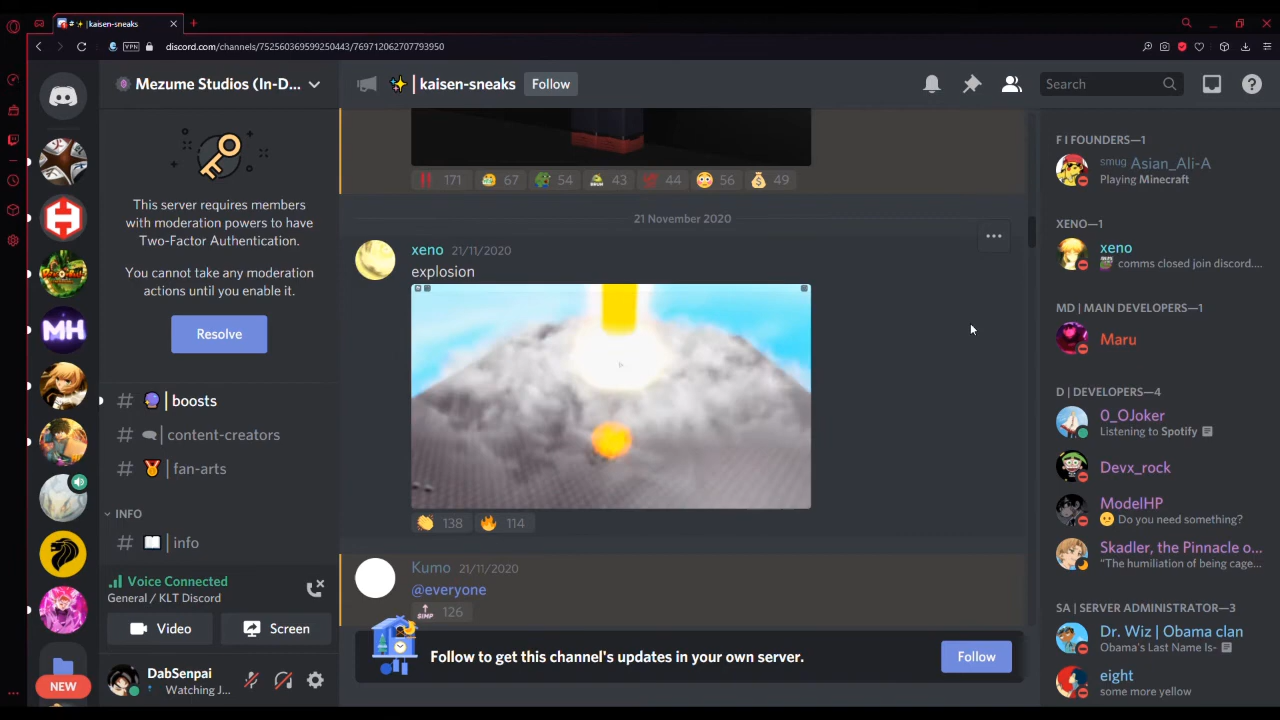 | kaisen-sneaks
VPN
discord.com/channels/752560369599250443/769712062707793950
Mezume Studios (In-D...
| kaisen-sneaks
Follow
Search
This server requires
members with moderation
powers to have
Two-Factor Authentication.
You cannot take any moderation
actions until you enable it.
Resolve
| boosts
| content-creators
| fan-arts
INFO
| info
Voice Connected
General / KLT Discord
Video
Screen
DabSenpai
Watching J...
NEW
MH
171
67
54
43
44
56
49
21 November 2020
xeno 21/11/2020
explosion
138
114
Kumo 21/11/2020
@everyone
SIMP
126
Follow to get this channel's updates in your own server.
Follow
F I FOUNDERS—1
smug Asian_Ali-A
Playing Minecraft
XENO—1
xeno
comms closed join discord....
MD | MAIN DEVELOPERS—1
Maru
D | DEVELOPERS—4
0_OJoker
Listening to Spotify
Devx_rock
ModelHP
Do you need something?
Skadler, the Pinnacle o...
"The humiliation of being cage...
SA | SERVER ADMINISTRATOR—3
Dr. Wiz | Obama clan
Obama's Last Name Is-
eight
some more yellow